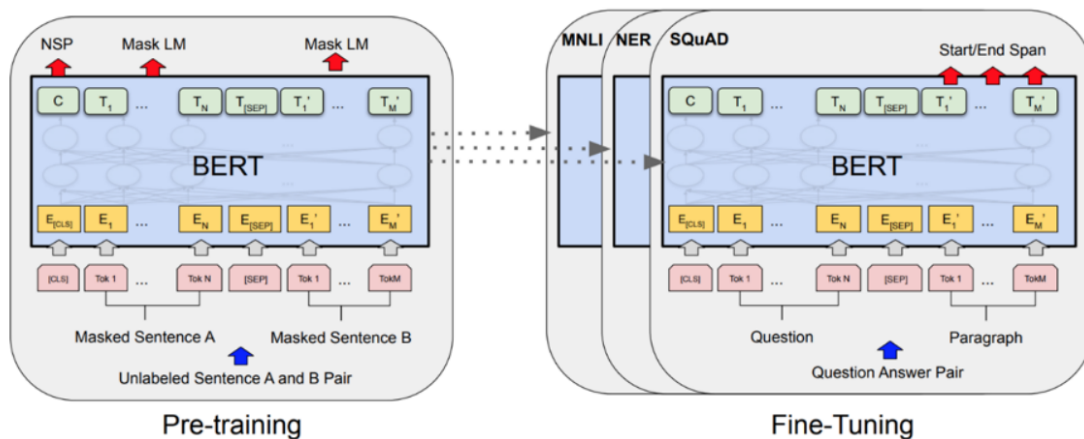 NSP Mask LM Mask LM
C T1 ... TN T[SEP] T1' ... TM'
BERT
E[CLS] E1 ... EN E[SEP] E1' ... EM'
[CLS] Tok 1 ... Tok N [SEP] Tok 1 ... TokM
Masked Sentence A Masked Sentence B
Unlabeled Sentence A and B Pair
Pre-training
MNLI NER SQuAD
Start/End Span
C T1 ... TN T[SEP] T1' ... TM'
BERT
E[CLS] E1 ... EN E[SEP] E1' ... EM'
[CLS] Tok 1 ... Tok N [SEP] Tok 1 ... TokM
Question Paragraph
Question Answer Pair
Fine-Tuning